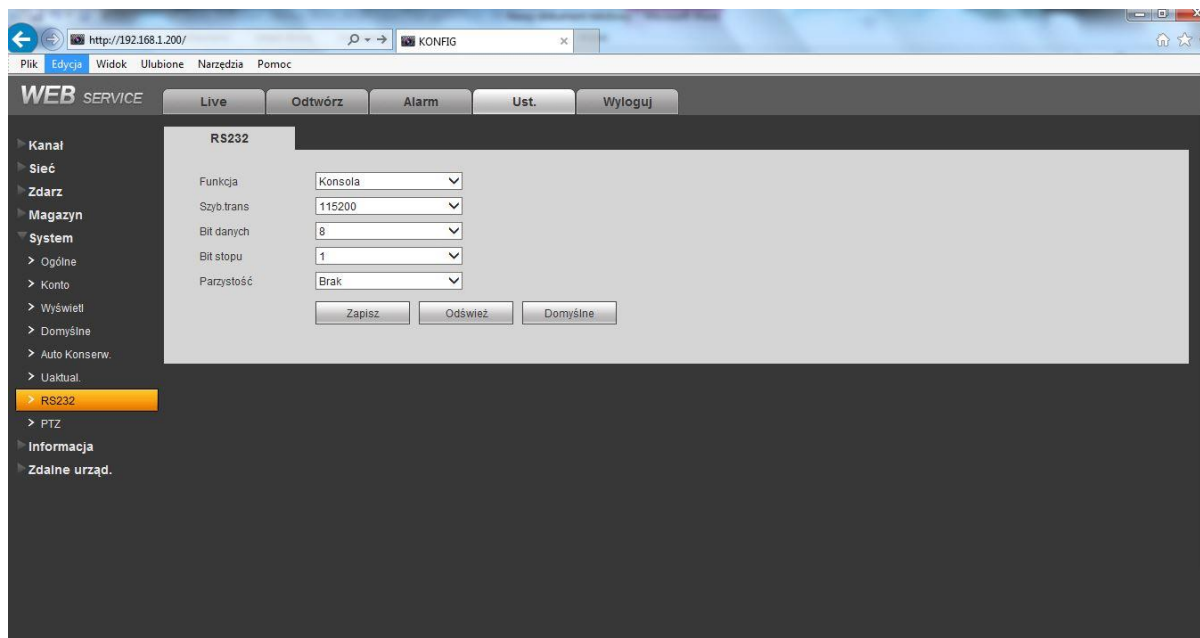 http://192.168.1.200/
KONFIG
Plik Edycja Widok Ulubione Narzędzia Pomoc
WEB SERVICE
Live Odtwórz Alarm Ust. Wyloguj
Kanał
Sieć
Zdarz
Magazyn
System
Ogólne
Konto
Wyświetl
Domyślne
Auto Konserw.
Uaktual.
RS232
PTZ
Informacja
Zdalne urząd.
RS232
Funkcja Konsola
Szyb.trans 115200
Bit danych 8
Bit stopu 1
Parzystość Brak
Zapisz Odśwież Domyślne